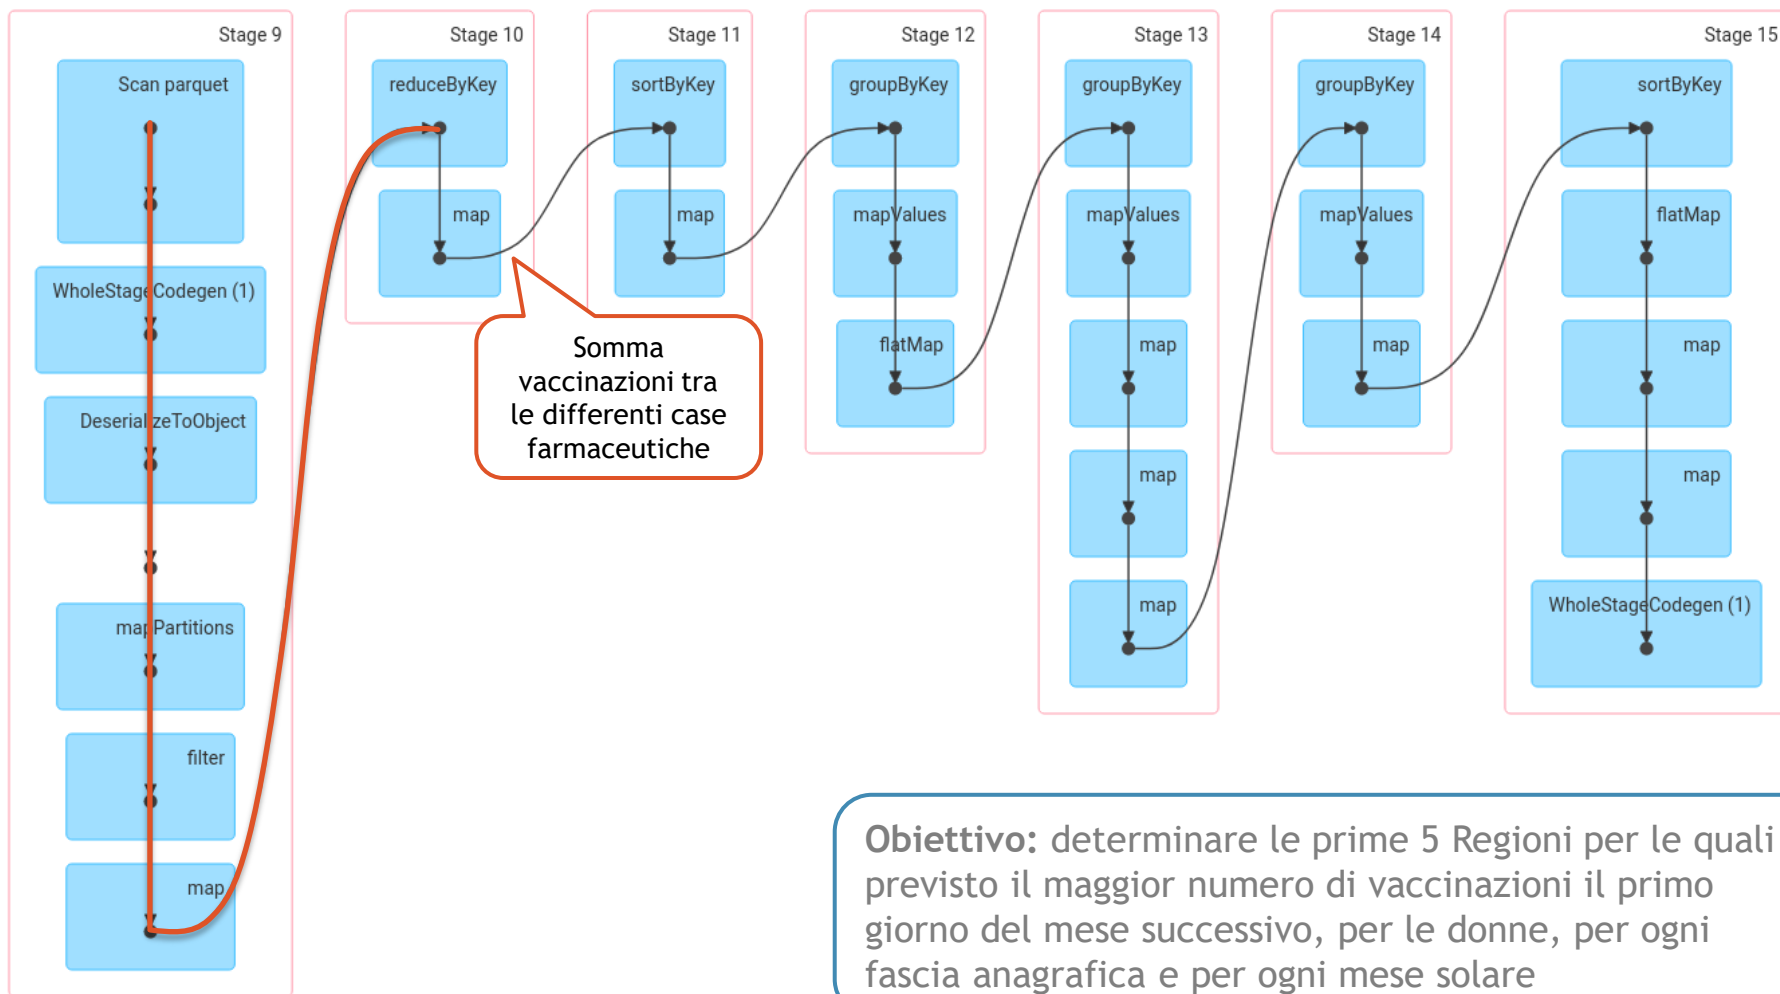 Stage 9
Scan parquet
WholeStageCodegen (1)
DeserializeToObject
mapPartitions
filter
map
Stage 10
reduceByKey
map
Stage 11
sortByKey
map
Somma
vaccinazioni tra
le differenti case
farmaceutiche
Stage 12
groupByKey
mapValues
flatMap
Stage 13
groupByKey
mapValues
map
map
map
Stage 14
groupByKey
mapValues
map
Stage 15
sortByKey
flatMap
map
map
WholeStageCodegen (1)
Obiettivo: determinare le prime 5 Regioni per le quali
previsto il maggior numero di vaccinazioni il primo
giorno del mese successivo, per le donne, per ogni
fascia anagrafica e per ogni mese solare